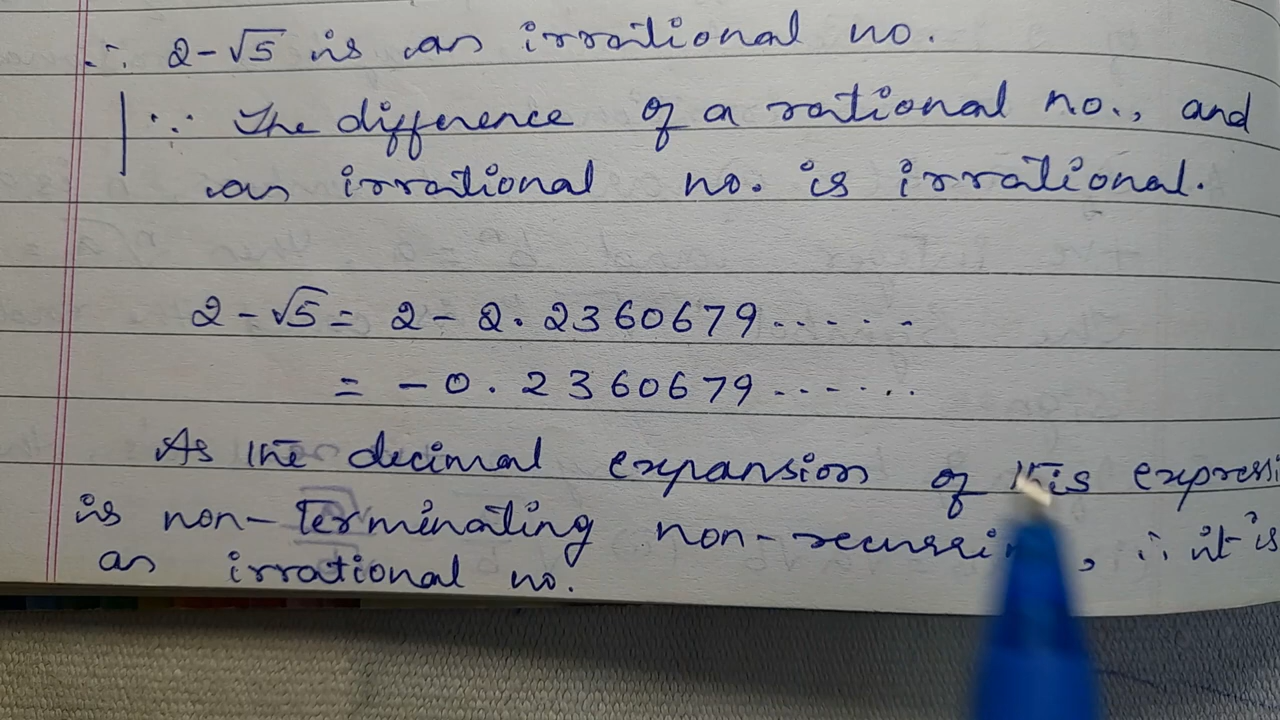 ∴ 2-√5 is an irrational no.
∵ The difference of a rational no., and
an irrational no. is irrational.
2-√5 = 2-2.2360679......
= -0.2360679......
As the decimal expansion of this expressi
is non-terminating non-recurri , ∴ it is
an irrational no.